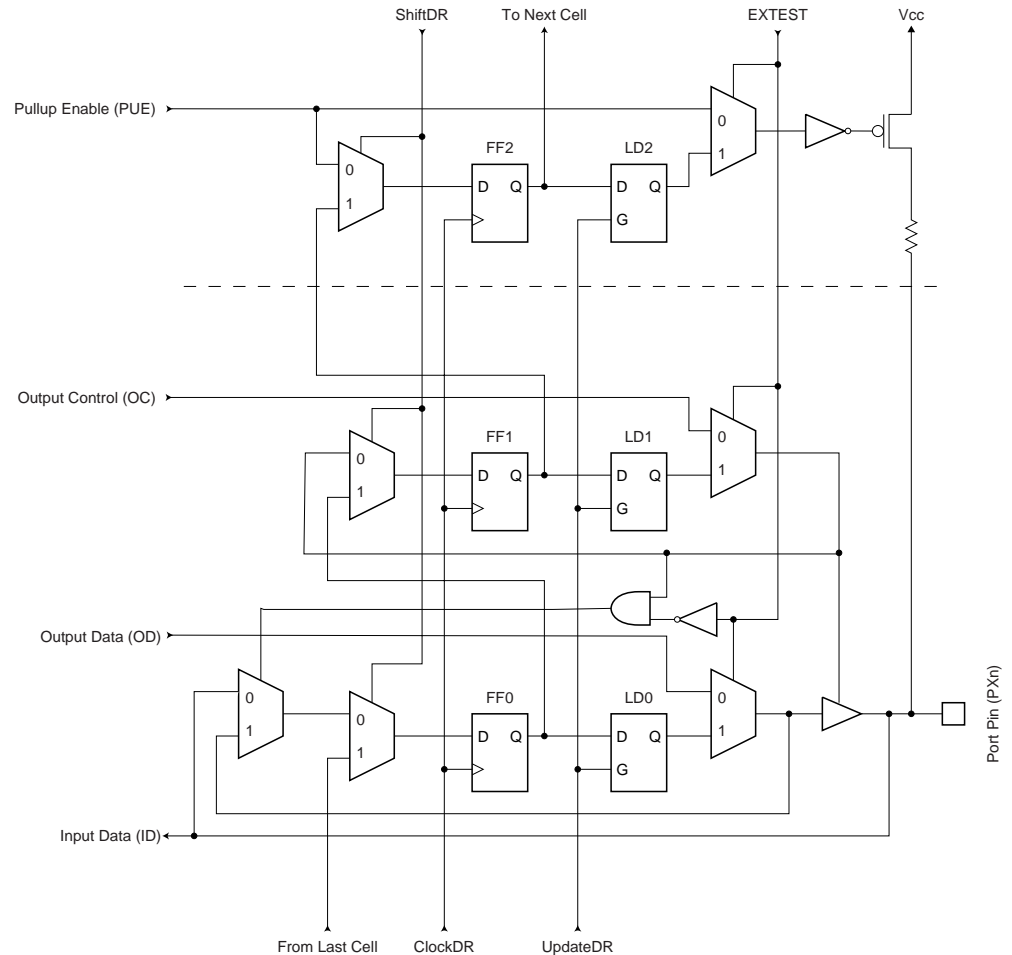 ShiftDR To Next Cell EXTEST Vcc
Pullup Enable (PUE)
0
1
FF2
D Q
LD2
D Q
G
0
1
Output Control (OC)
0
1
FF1
D Q
LD1
D Q
G
0
1
Output Data (OD)
0
1
0
1
FF0
D Q
LD0
D Q
G
0
1
Port Pin (PXn)
Input Data (ID)
From Last Cell ClockDR UpdateDR